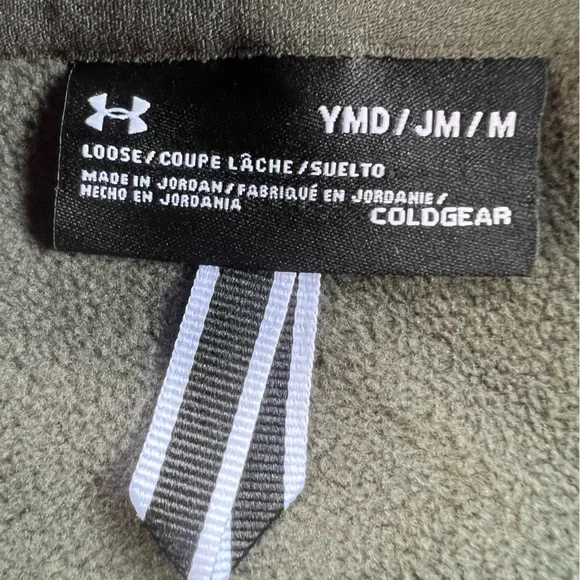 YMD/JM/M
LOOSE/COUPE LÂCHE/SUELTO
MADE IN JORDAN/FABRIQUÉ EN JORDANIE/
HECHO EN JORDANIA
COLDGEAR